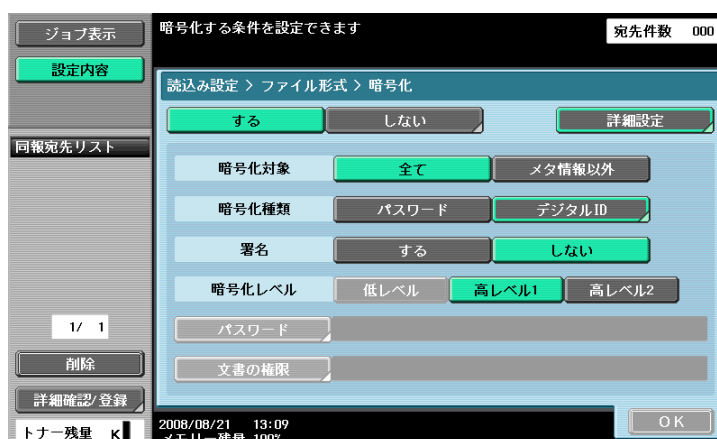 ジョブ表示
設定内容
同報宛先リスト
1/ 1
削除
詳細確認/登録
トナー残量 K
暗号化する条件を設定できます
宛先件数 000
読込み設定 > ファイル形式 > 暗号化
する しない 詳細設定
暗号化対象 全て メタ情報以外
暗号化種類 パスワード デジタルID
署名 する しない
暗号化レベル 低レベル 高レベル1 高レベル2
パスワード
文書の権限
2008/08/21 13:09
メモリー残量 100%
OK